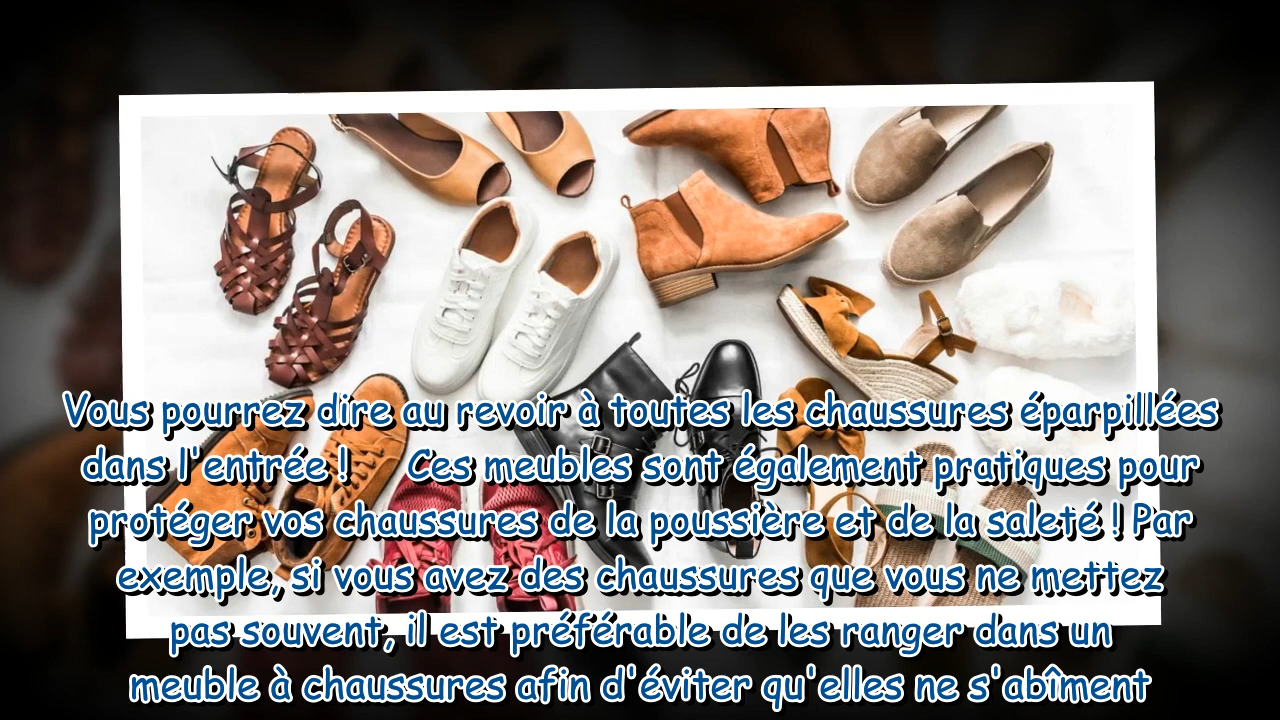 Vous pourrez dire au revoir à toutes les chaussures éparpillées
dans l'entrée ! Ces meubles sont également pratiques pour
protéger vos chaussures de la poussière et de la saleté ! Par
exemple, si vous avez des chaussures que vous ne mettez
pas souvent, il est préférable de les ranger dans un
meuble à chaussures afin d'éviter qu'elles ne s'abîment